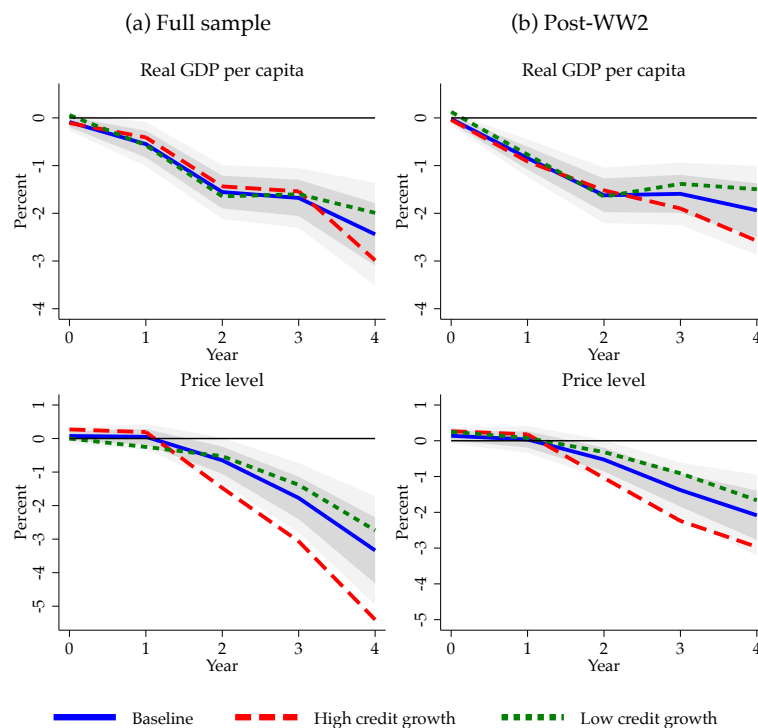 (a) Full sample
(b) Post-WW2
Real GDP per capita
0
-1
-2
-3
-4
Percent
0 1 2 3 4
Year
Real GDP per capita
0
-1
-2
-3
-4
Percent
0 1 2 3 4
Year
Price level
1
0
-1
-2
-3
-4
-5
Percent
0 1 2 3 4
Year
Price level
1
0
-1
-2
-3
-4
-5
Percent
0 1 2 3 4
Year
Baseline High credit growth Low credit growth